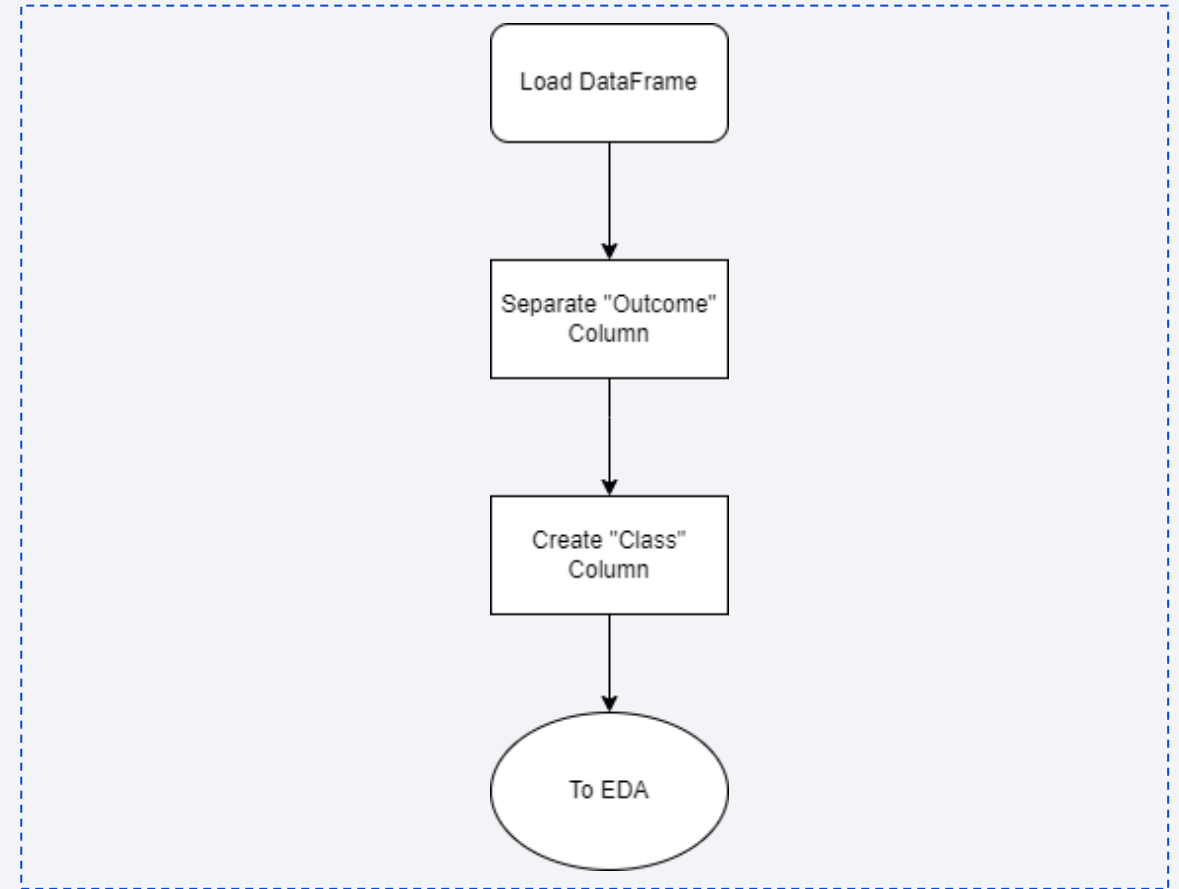 Load DataFrame
Separate "Outcome"
Column
Create "Class"
Column
To EDA